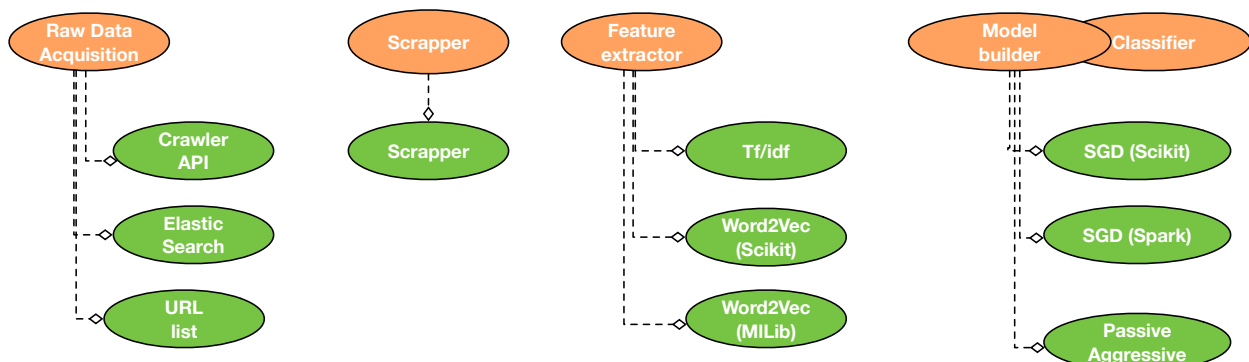 Raw Data
Acquisition
Scrapper
Feature
extractor
Model
builder
Classifier
Crawler
API
Scrapper
Tf/idf
SGD (Scikit)
Elastic
Search
Word2Vec
(Scikit)
SGD (Spark)
URL
list
Word2Vec
(MlLib)
Passive
Aggressive